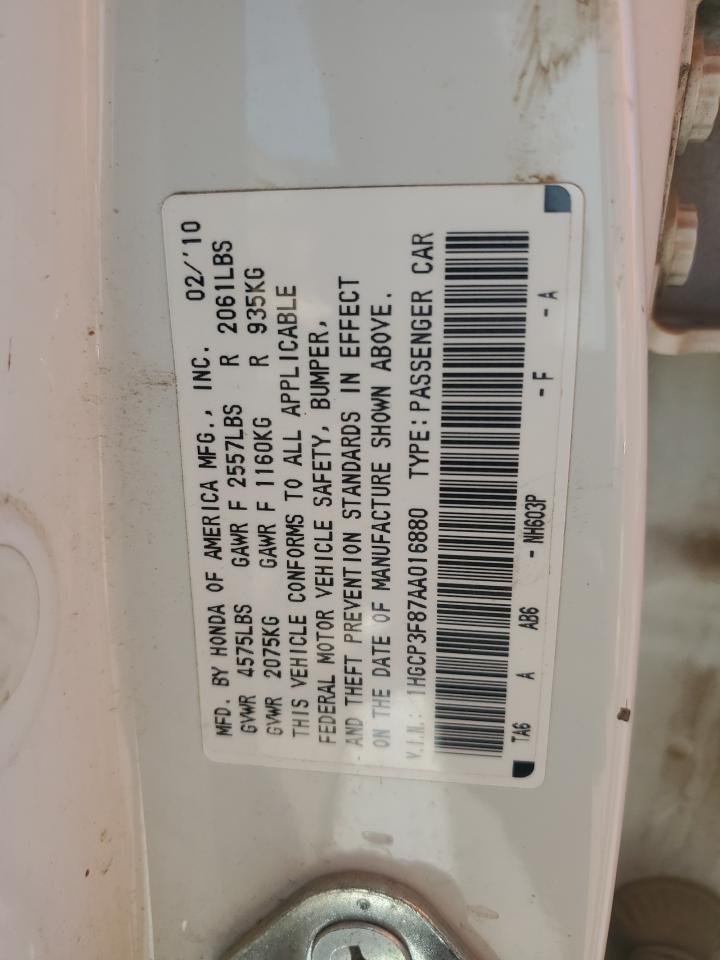 MFD. BY HONDA OF AMERICA MFG., INC. 02/'10
GVWR 4575LBS GAWR F 2557LBS R 2061LBS
GVWR 2075KG GAWR F 1160KG R 935KG
THIS VEHICLE CONFORMS TO ALL APPLICABLE
FEDERAL MOTOR VEHICLE SAFETY, BUMPER,
AND THEFT PREVENTION STANDARDS IN EFFECT
ON THE DATE OF MANUFACTURE SHOWN ABOVE.
V.I.N.: 1HGCP3F87AA016880 TYPE:PASSENGER CAR
TA6 A AB6 - NH603P - F - A